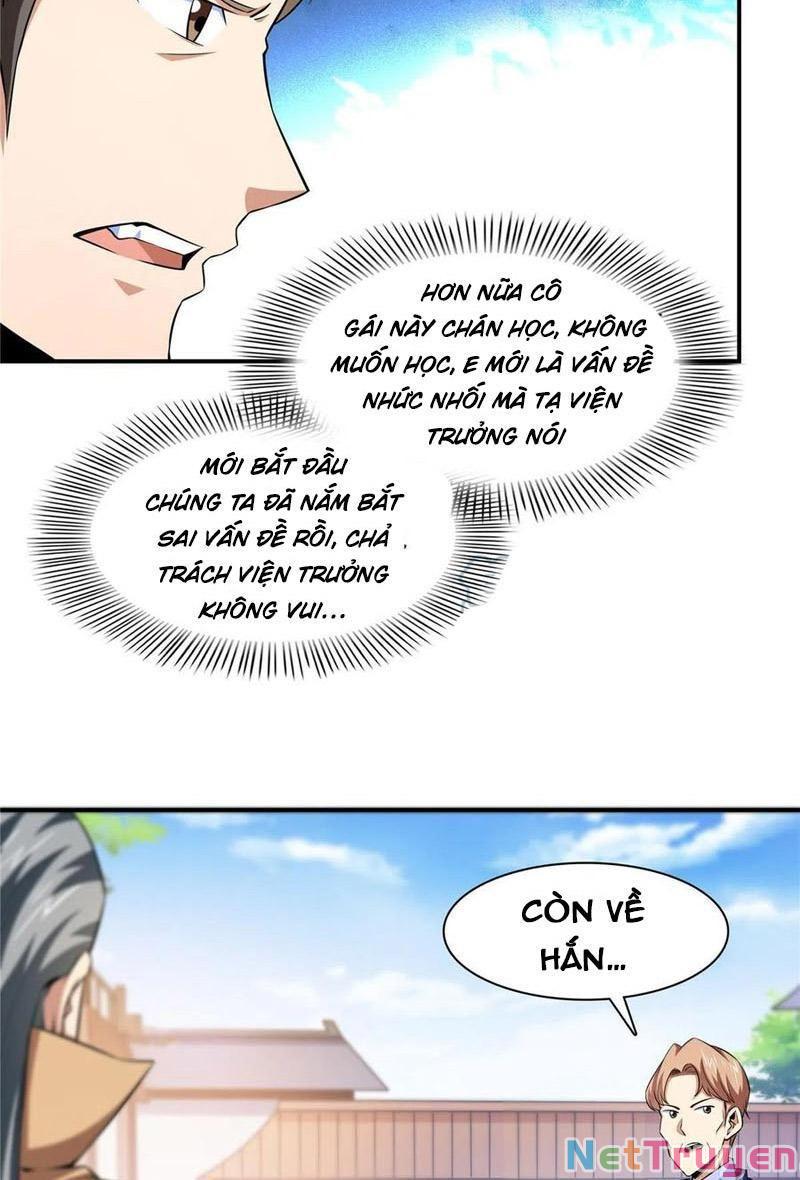 HƠN NỮA CÔ
GÁI NÀY CHÁN HỌC, KHÔNG
MUỐN HỌC, E MỚI LÀ VẤN ĐỀ
NHỨC NHỐI MÀ TẠ VIỆN
TRƯỞNG NÓI
MỚI BẮT ĐẦU
CHÚNG TA ĐÃ NẮM BẮT
SAI VẤN ĐỀ RỒI, CHẢ
TRÁCH VIỆN TRƯỞNG
KHÔNG VUI...
CÒN VỀ
HẮN...
NetTruyen